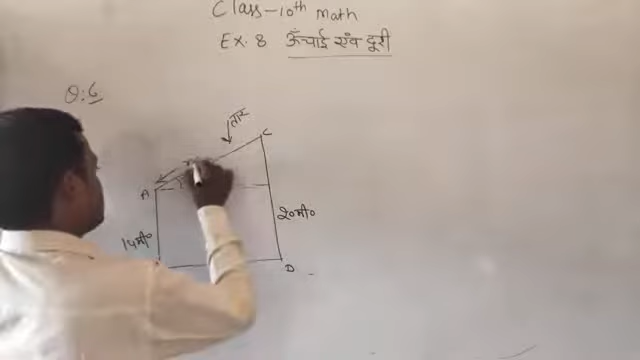 Class-10th Math
Ex. 8 ऊँचाई एवं दूरी
Q.6
तार
C
A
14मी०
20मी०
D